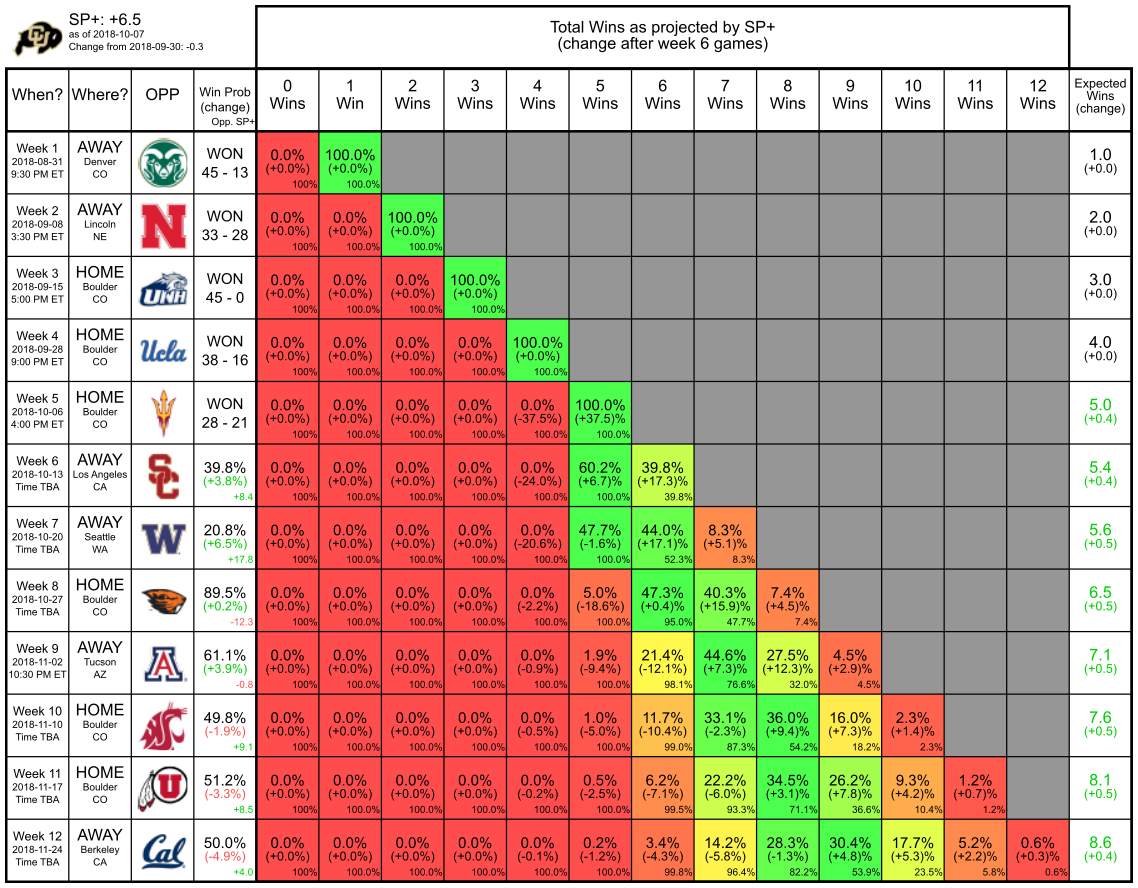 SP+: +6.5
as of 2018-10-07
Change from 2018-09-30: -0.3
Total Wins as projected by SP+
(change after week 6 games)
When? Where? OPP Win Prob (change) Opp. SP+ 0 Wins 1 Win 2 Wins 3 Wins 4 Wins 5 Wins 6 Wins 7 Wins 8 Wins 9 Wins 10 Wins 11 Wins 12 Wins Expected Wins (change)
Week 1 AWAY WON 0.0% 100.0% 1.0
2018-08-31 Denver (+0.0%) (+0.0%) (+0.0)
9:30 PM ET CO 45 - 13 100% 100.0%
Week 2 AWAY N WON 0.0% 0.0% 100.0% 2.0
2018-09-08 Lincoln (+0.0%) (+0.0%) (+0.0%) (+0.0)
3:30 PM ET NE 33 - 28 100% 100.0% 100.0%
Week 3 HOME UNH WON 0.0% 0.0% 0.0% 100.0% 3.0
2018-09-15 Boulder (+0.0%) (+0.0%) (+0.0%) (+0.0%) (+0.0)
5:00 PM ET CO 45 - 0 100% 100.0% 100.0% 100.0%
Week 4 HOME Ucla WON 0.0% 0.0% 0.0% 0.0% 100.0% 4.0
2018-09-28 Boulder (+0.0%) (+0.0%) (+0.0%) (+0.0%) (+0.0%) (+0.0)
9:00 PM ET CO 38 - 16 100% 100.0% 100.0% 100.0% 100.0%
Week 5 HOME WON 0.0% 0.0% 0.0% 0.0% 0.0% 100.0% 5.0
2018-10-06 Boulder (+0.0%) (+0.0%) (+0.0%) (+0.0%) (-37.5%) (+37.5)% (+0.4)
4:00 PM ET CO 28 - 21 100% 100.0% 100.0% 100.0% 100.0% 100.0%
Week 6 AWAY SC 39.8% 0.0% 0.0% 0.0% 0.0% 0.0% 60.2% 39.8% 5.4
2018-10-13 Los Angeles (+3.8%) (+0.0%) (+0.0%) (+0.0%) (+0.0%) (-24.0%) (+6.7)% (+17.3)% (+0.4)
Time TBA CA +8.4 100% 100.0% 100.0% 100.0% 100.0% 100.0% 39.8%
Week 7 AWAY W 20.8% 0.0% 0.0% 0.0% 0.0% 0.0% 47.7% 44.0% 8.3% 5.6
2018-10-20 Seattle (+6.5%) (+0.0%) (+0.0%) (+0.0%) (+0.0%) (-20.6%) (-1.6%) (+17.1)% (+5.1)% (+0.5)
Time TBA WA +17.8 100% 100.0% 100.0% 100.0% 100.0% 100.0% 52.3% 8.3%
Week 8 HOME 89.5% 0.0% 0.0% 0.0% 0.0% 0.0% 5.0% 47.3% 40.3% 7.4% 6.5
2018-10-27 Boulder (+0.2%) (+0.0%) (+0.0%) (+0.0%) (+0.0%) (-2.2%) (-18.6%) (+0.4)% (+15.9)% (+4.5)% (+0.5)
Time TBA CO -12.3 100% 100.0% 100.0% 100.0% 100.0% 100.0% 95.0% 47.7% 7.4%
Week 9 AWAY A 61.1% 0.0% 0.0% 0.0% 0.0% 0.0% 1.9% 21.4% 44.6% 27.5% 4.5% 7.1
2018-11-02 Tucson (+3.9%) (+0.0%) (+0.0%) (+0.0%) (+0.0%) (-0.9%) (-9.4%) (-12.1%) (+7.3)% (+12.3)% (+2.9)% (+0.5)
10:30 PM ET AZ -0.8 100% 100.0% 100.0% 100.0% 100.0% 100.0% 98.1% 76.6% 32.0% 4.5%
Week 10 HOME 49.8% 0.0% 0.0% 0.0% 0.0% 0.0% 1.0% 11.7% 33.1% 36.0% 16.0% 2.3% 7.6
2018-11-10 Boulder (-1.9%) (+0.0%) (+0.0%) (+0.0%) (+0.0%) (-0.5%) (-5.0%) (-10.4%) (-2.3%) (+9.4)% (+7.3)% (+1.4)% (+0.5)
Time TBA CO +9.1 100% 100.0% 100.0% 100.0% 100.0% 100.0% 99.0% 87.3% 54.2% 18.2% 2.3%
Week 11 HOME U 51.2% 0.0% 0.0% 0.0% 0.0% 0.0% 0.5% 6.2% 22.2% 34.5% 26.2% 9.3% 1.2% 8.1
2018-11-17 Boulder (-3.3%) (+0.0%) (+0.0%) (+0.0%) (+0.0%) (-0.2%) (-2.5%) (-7.1%) (-6.0%) (+3.1)% (+7.8)% (+4.2)% (+0.7)% (+0.5)
Time TBA CO +8.5 100% 100.0% 100.0% 100.0% 100.0% 100.0% 99.5% 93.3% 71.1% 36.6% 10.4% 1.2%
Week 12 AWAY Cal 50.0% 0.0% 0.0% 0.0% 0.0% 0.0% 0.2% 3.4% 14.2% 28.3% 30.4% 17.7% 5.2% 0.6% 8.6
2018-11-24 Berkeley (-4.9%) (+0.0%) (+0.0%) (+0.0%) (+0.0%) (-0.1%) (-1.2%) (-4.3%) (-5.8%) (-1.3%) (+4.8)% (+5.3)% (+2.2)% (+0.3)% (+0.4)
Time TBA CA +4.0 100% 100.0% 100.0% 100.0% 100.0% 100.0% 99.8% 96.4% 82.2% 53.9% 23.5% 5.8% 0.6%